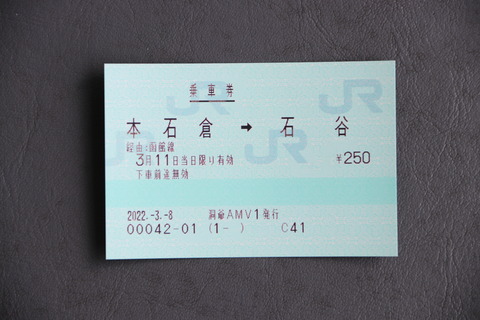 乗車券
本石倉 → 石谷
経由:函館線
3月11日当日限り有効 ¥250
下車前途無効
2022.-3.-8 洞爺AMV1発行
00042-01 (1- ) C41